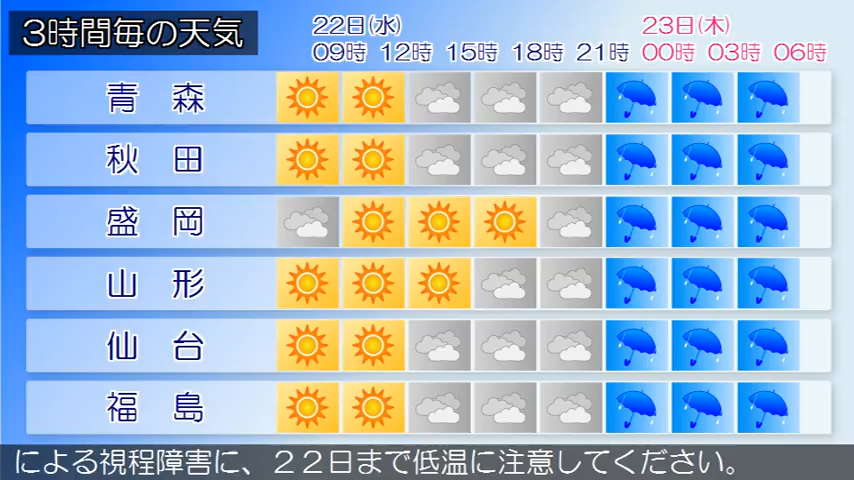 3時間毎の天気
22日(水) 23日(木)
09時 12時 15時 18時 21時 00時 03時 06時
青森
秋田
盛岡
山形
仙台
福島
による視程障害に、２２日まで低温に注意してください。